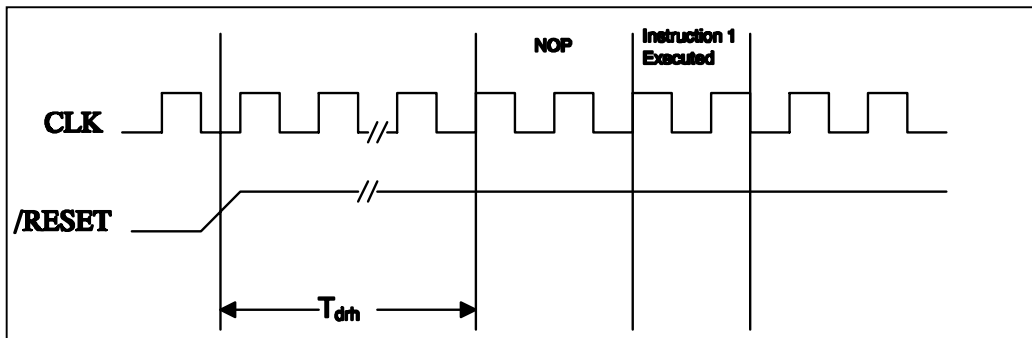 NOP
Instruction 1
Executed
CLK
/RESET
Tdrh